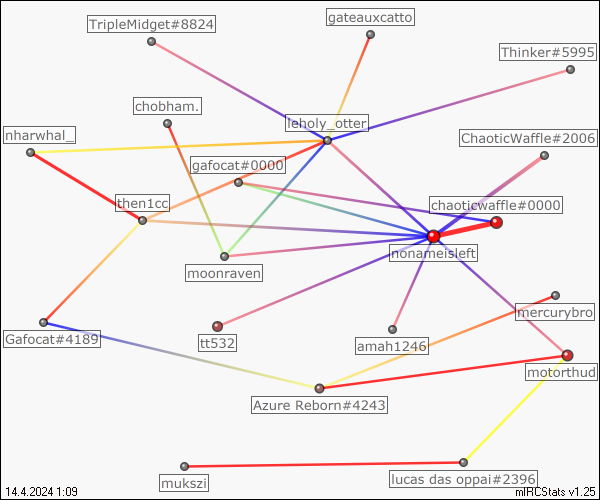 gateauxcatto
TripleMidget#8824
Thinker#5995
chobham.
leholy_otter
nharwhal_
ChaoticWaffle#2006
gafocat#0000
then1cc
chaoticwaffle#0000
nonameisleft
moonraven
mercurybro
Gafocat#4189
tt532
amah1246
motorthud
Azure Reborn#4243
mukszi
lucas das oppai#2396
14.4.2024 1:09
mIRCStats v1.25